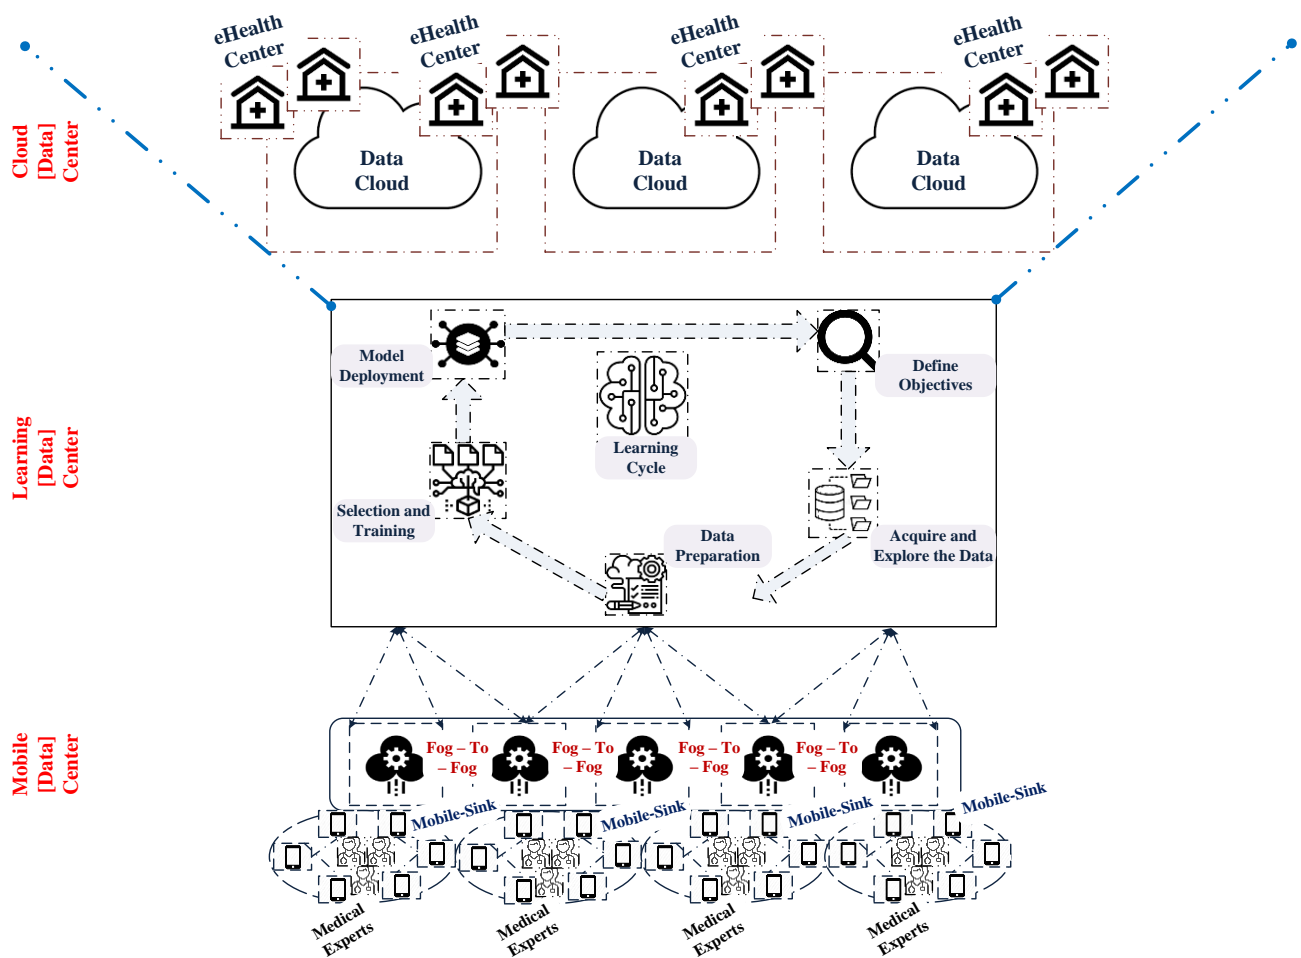 eHealth
Center
eHealth
Center
eHealth
Center
eHealth
Center
Cloud
[Data]
Center
Data
Cloud
Data
Cloud
Data
Cloud
Model
Deployment
Define
Objectives
Learning
Cycle
Learning
[Data]
Center
Selection and
Training
Data
Preparation
Acquire and
Explore the Data
Mobile
[Data]
Center
Fog – To
– Fog
Fog – To
– Fog
Fog – To
– Fog
Fog – To
– Fog
Mobile-Sink
Mobile-Sink
Mobile-Sink
Mobile-Sink
Medical
Experts
Medical
Experts
Medical
Experts
Medical
Experts